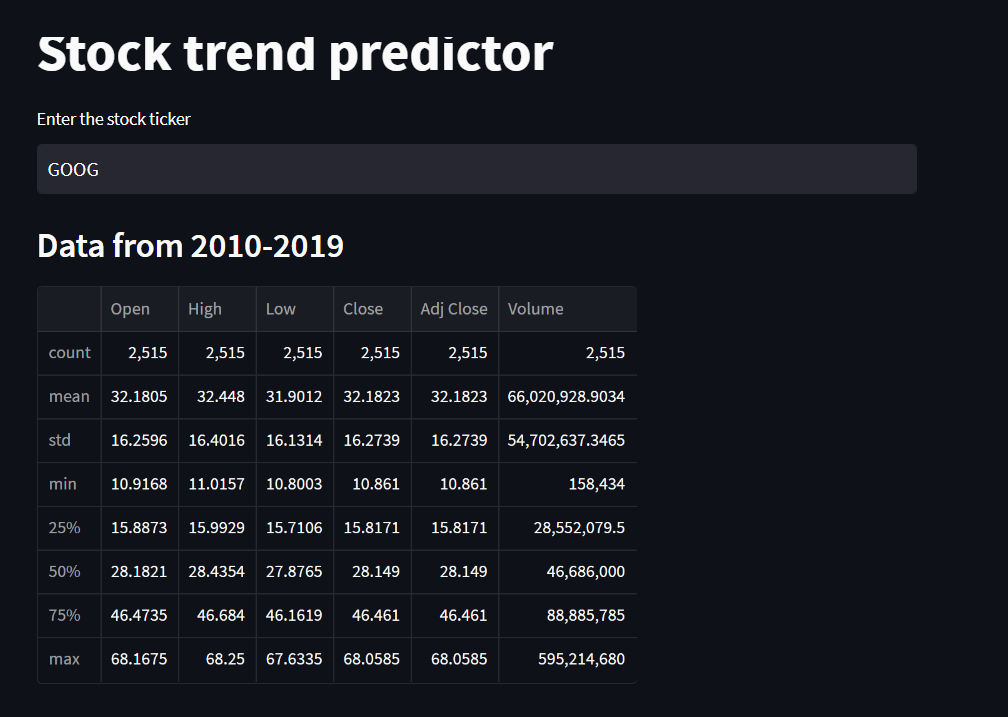 Stock trend predictor
Enter the stock ticker
GOOG
Data from 2010-2019
Open High Low Close Adj Close Volume
count 2,515 2,515 2,515 2,515 2,515 2,515
mean 32.1805 32.448 31.9012 32.1823 32.1823 66,020,928.9034
std 16.2596 16.4016 16.1314 16.2739 16.2739 54,702,637.3465
min 10.9168 11.0157 10.8003 10.861 10.861 158,434
25% 15.8873 15.9929 15.7106 15.8171 15.8171 28,552,079.5
50% 28.1821 28.4354 27.8765 28.149 28.149 46,686,000
75% 46.4735 46.684 46.1619 46.461 46.461 88,885,785
max 68.1675 68.25 67.6335 68.0585 68.0585 595,214,680